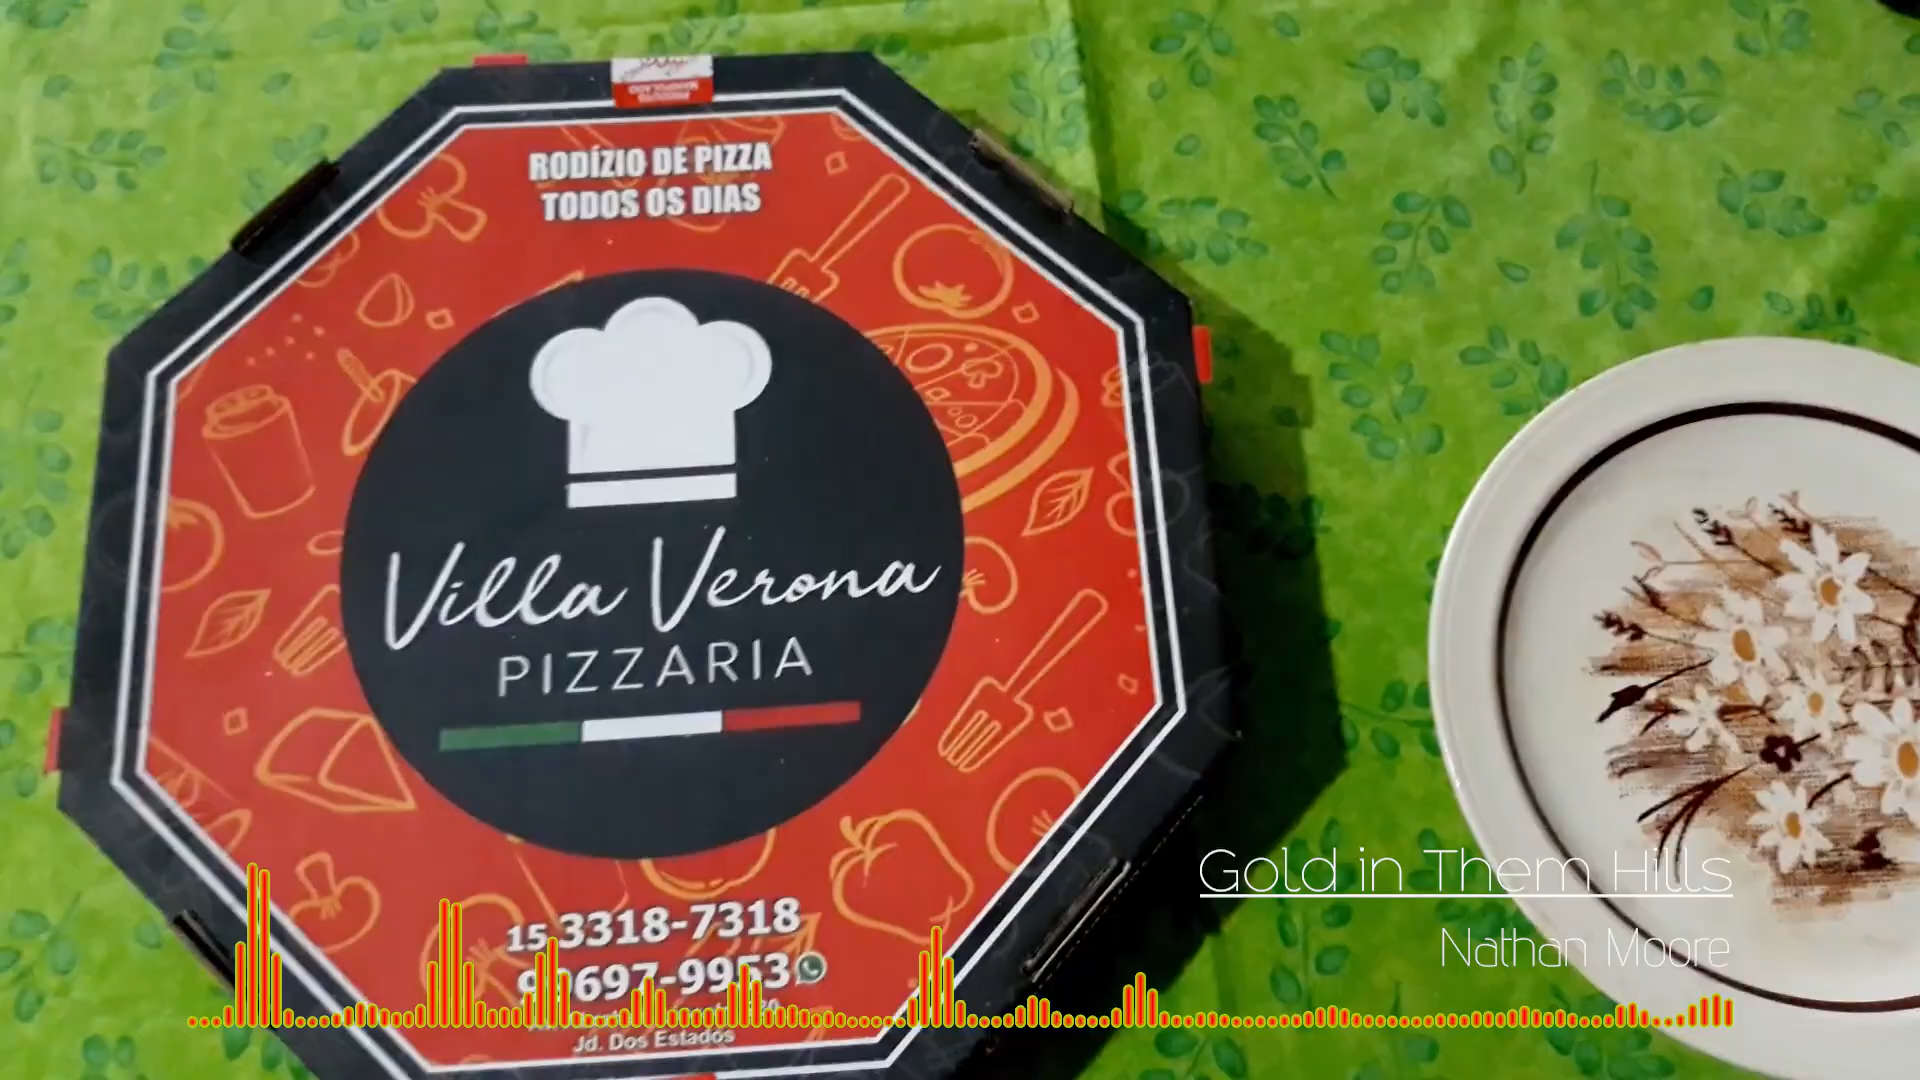 RODÍZIO DE PIZZA
TODOS OS DIAS
Villa Verona
PIZZARIA
15 3318-7318
Jd. Dos Estados
Gold in Them Hills
Nathan Moore